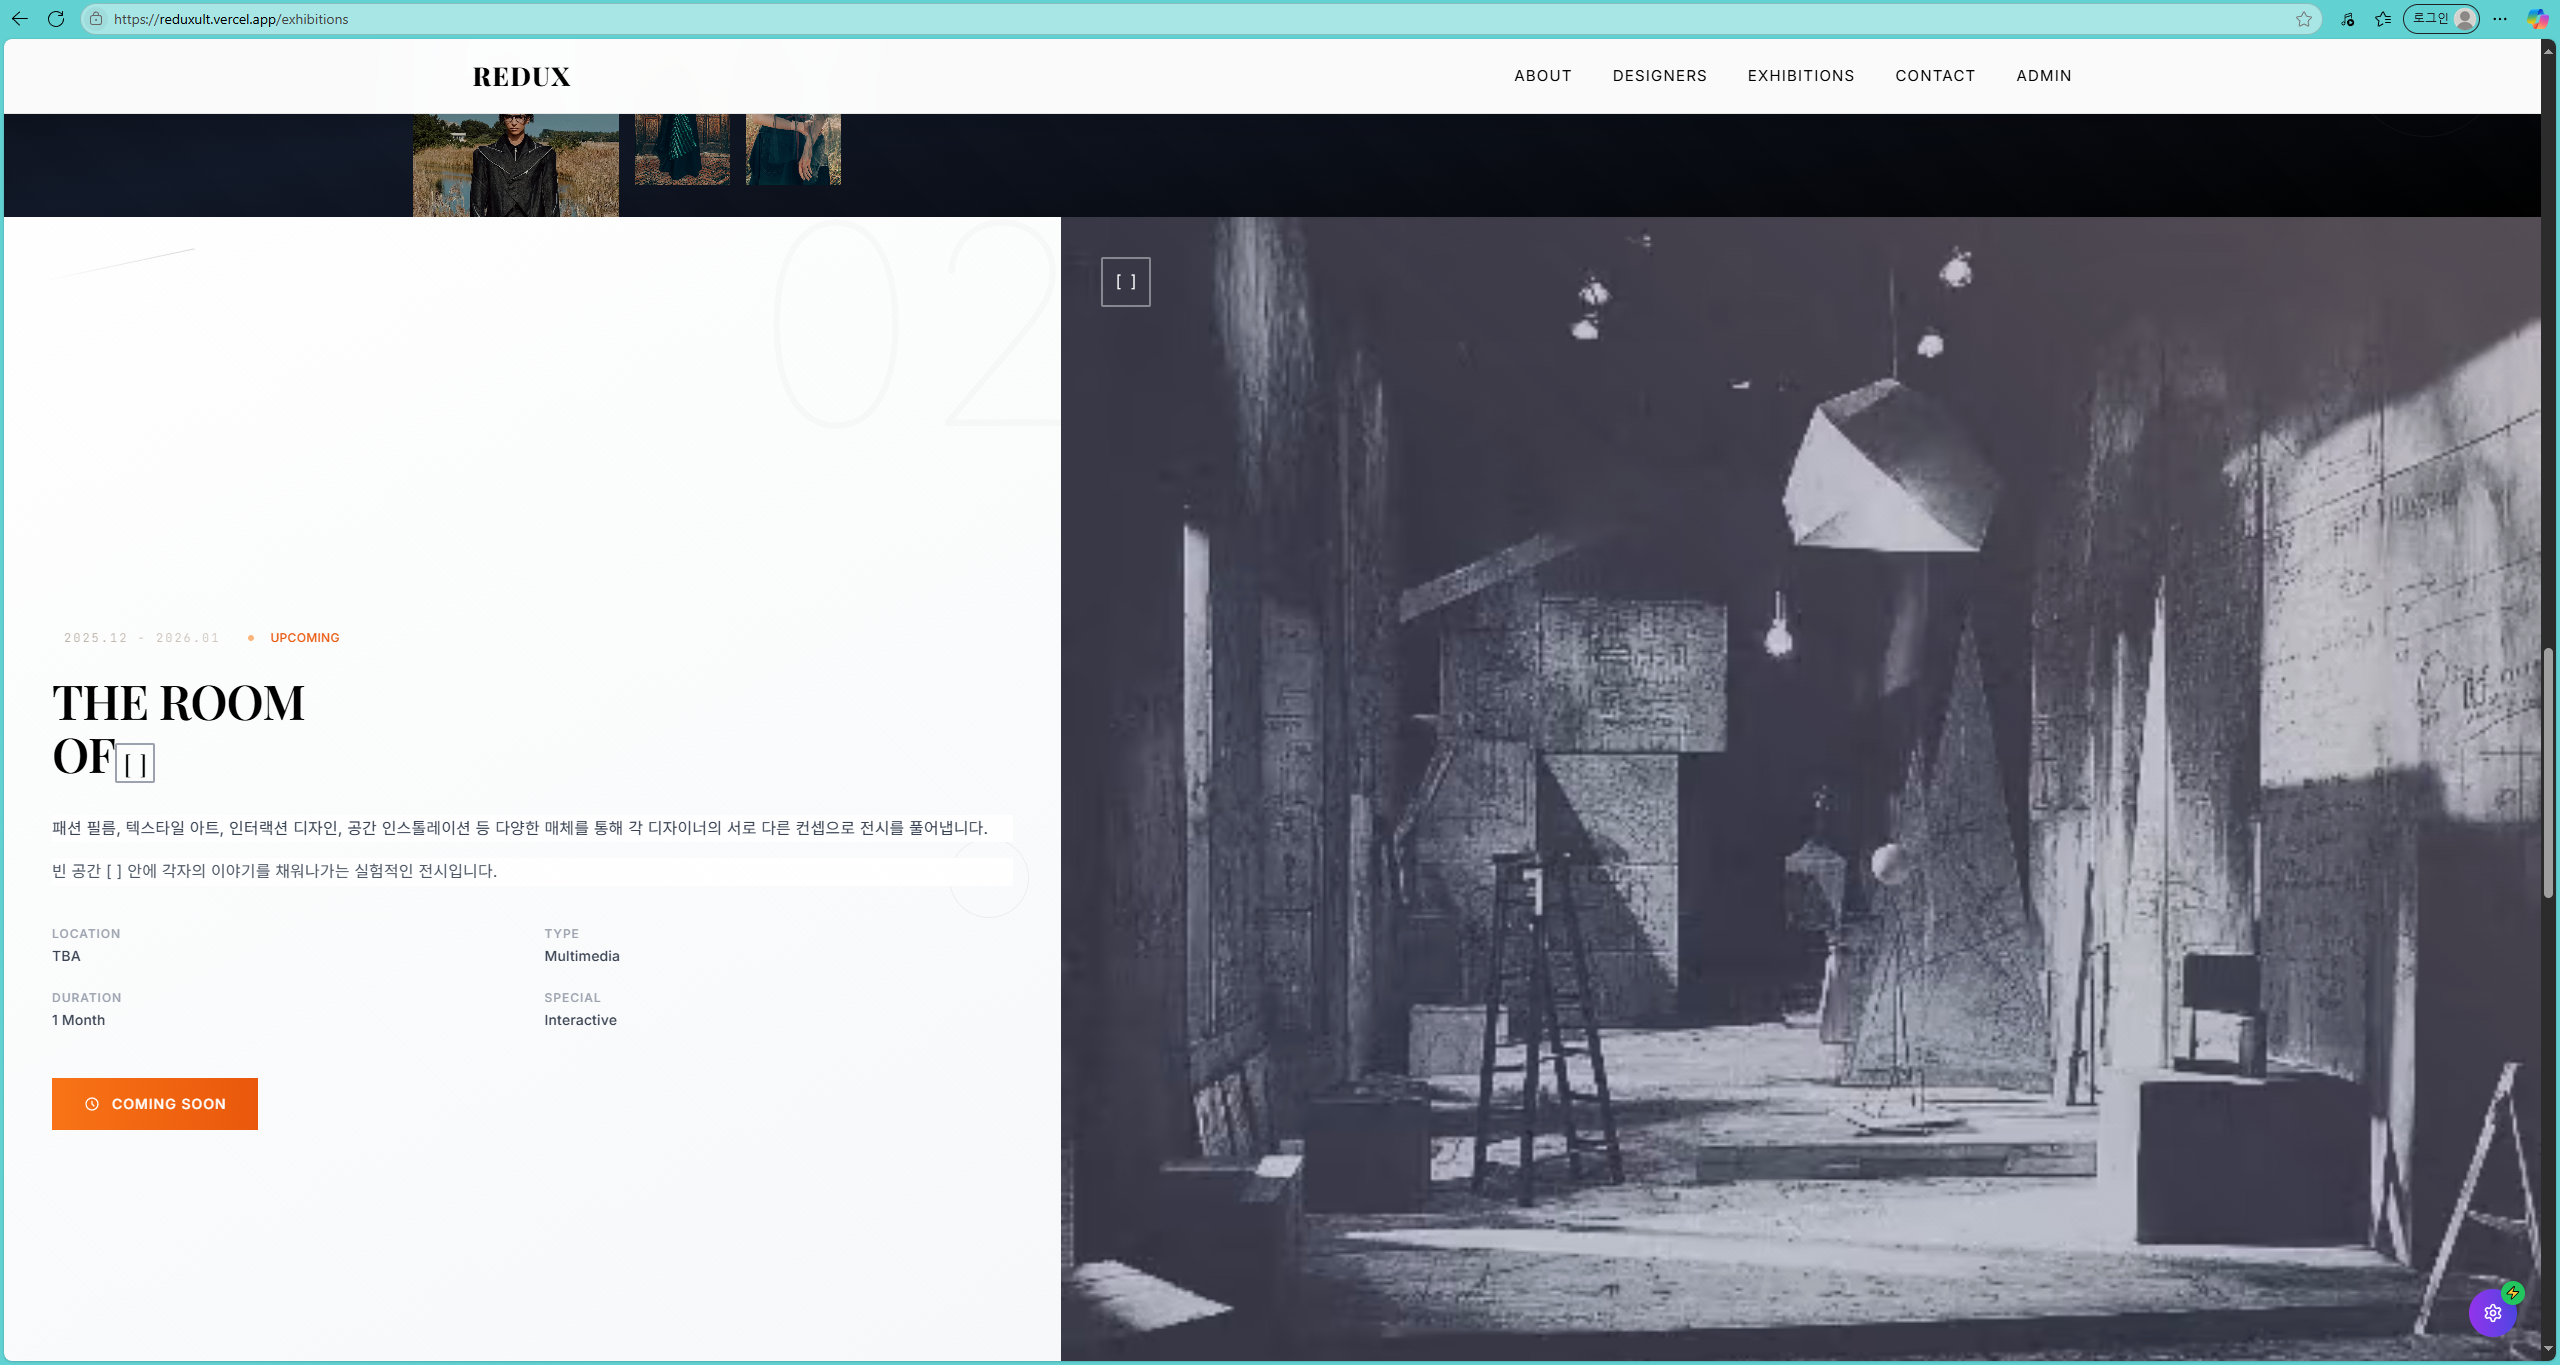 https://reduxult.vercel.app/exhibitions
로그인
REDUX
ABOUT
DESIGNERS
EXHIBITIONS
CONTACT
ADMIN
02
[ ]
2025.12 - 2026.01
UPCOMING
THE ROOM
OF [ ]
패션 필름, 텍스타일 아트, 인터랙션 디자인, 공간 인스톨레이션 등 다양한 매체를 통해 각 디자이너의 서로 다른 컨셉으로 전시를 풀어냅니다.
빈 공간 [ ] 안에 각자의 이야기를 채워나가는 실험적인 전시입니다.
LOCATION
TBA
TYPE
Multimedia
DURATION
1 Month
SPECIAL
Interactive
COMING SOON